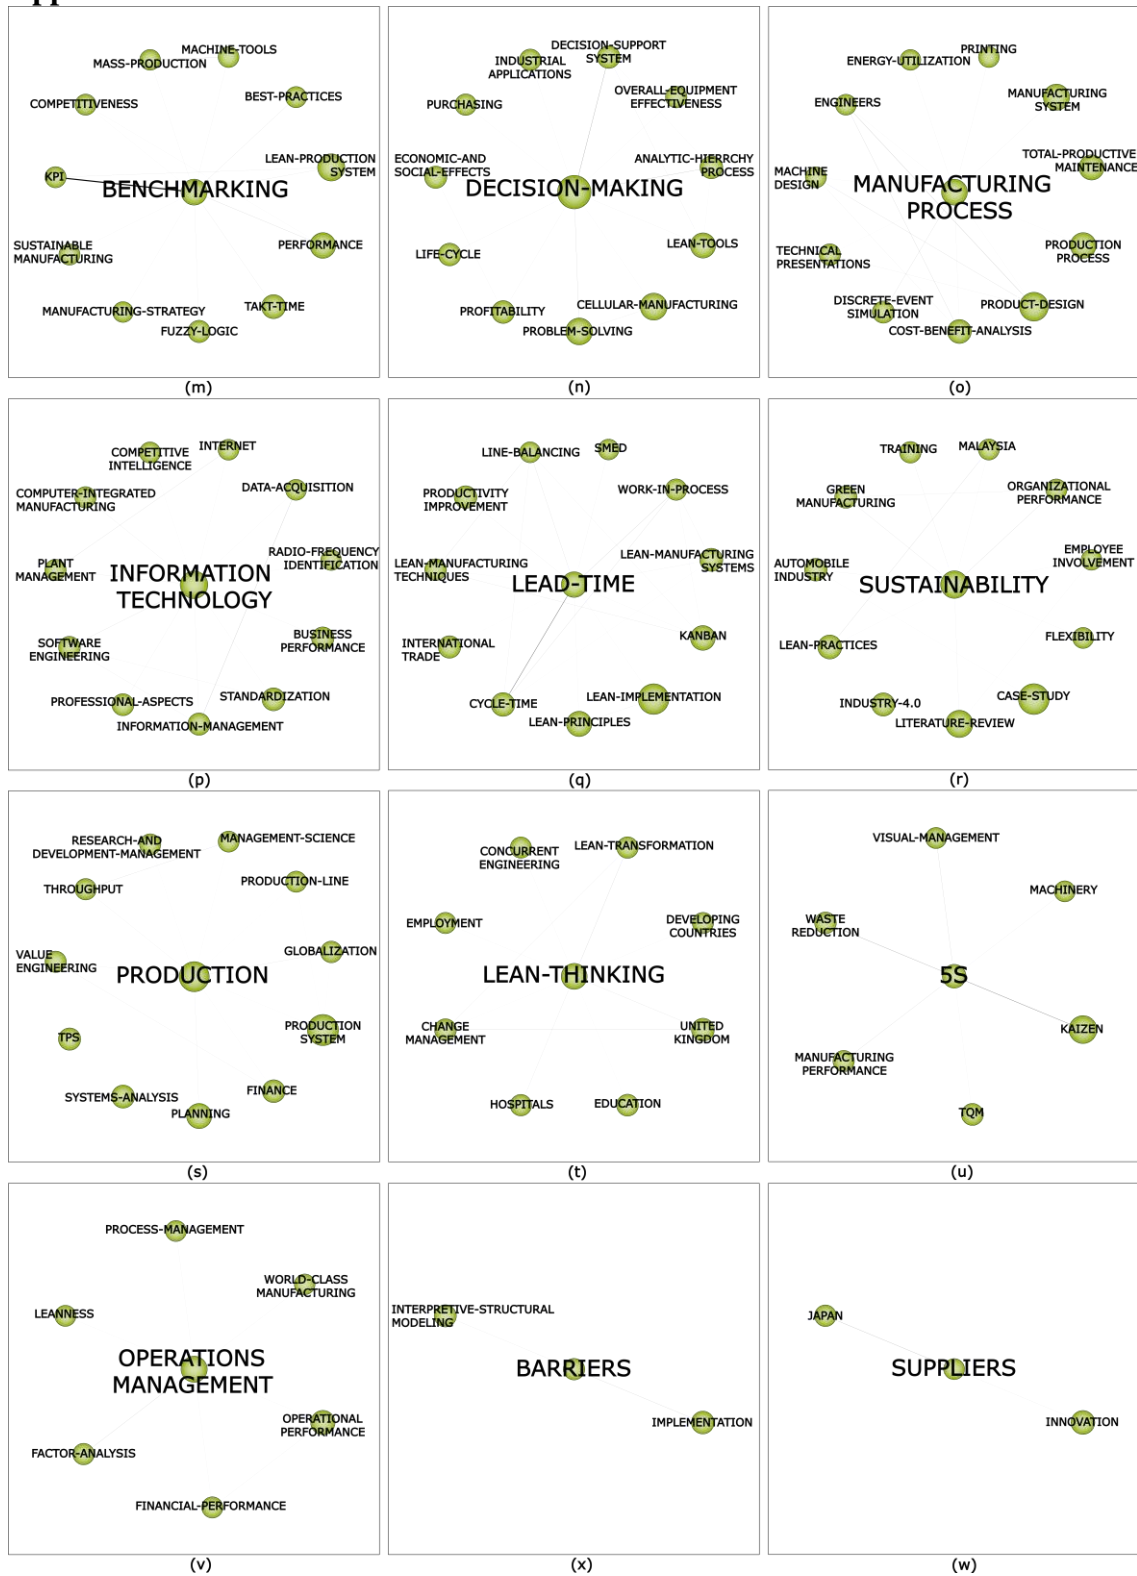 MACHINE-TOOLS
MASS-PRODUCTION
COMPETITIVENESS
BEST-PRACTICES
LEAN-PRODUCTION
SYSTEM
KPI
BENCHMARKING
SUSTAINABLE
MANUFACTURING
PERFORMANCE
MANUFACTURING-STRATEGY
TAKT-TIME
FUZZY-LOGIC
(m)
DECISION-SUPPORT
SYSTEM
INDUSTRIAL
APPLICATIONS
PURCHASING
OVERALL-EQUIPMENT
EFFECTIVENESS
ECONOMIC-AND
SOCIAL-EFFECTS
ANALYTIC-HIERRCHY
PROCESS
DECISION-MAKING
LIFE-CYCLE
LEAN-TOOLS
PROFITABILITY
CELLULAR-MANUFACTURING
PROBLEM-SOLVING
(n)
PRINTING
ENERGY-UTILIZATION
ENGINEERS
MANUFACTURING
SYSTEM
TOTAL-PRODUCTIVE
MAINTENANCE
MACHINE
DESIGN
MANUFACTURING
PROCESS
TECHNICAL
PRESENTATIONS
PRODUCTION
PROCESS
DISCRETE-EVENT
SIMULATION
PRODUCT-DESIGN
COST-BENEFIT-ANALYSIS
(o)
COMPETITIVE
INTELLIGENCE
INTERNET
COMPUTER-INTEGRATED
MANUFACTURING
DATA-ACQUISITION
PLANT
MANAGEMENT
RADIO-FREQUENCY
IDENTIFICATION
INFORMATION
TECHNOLOGY
SOFTWARE
ENGINEERING
BUSINESS
PERFORMANCE
PROFESSIONAL-ASPECTS
STANDARDIZATION
INFORMATION-MANAGEMENT
(p)
LINE-BALANCING
SMED
PRODUCTIVITY
IMPROVEMENT
WORK-IN-PROCESS
LEAN-MANUFACTURING
TECHNIQUES
LEAN-MANUFACTURING
SYSTEMS
LEAD-TIME
INTERNATIONAL
TRADE
KANBAN
CYCLE-TIME
LEAN-IMPLEMENTATION
LEAN-PRINCIPLES
(q)
TRAINING
MALAYSIA
GREEN
MANUFACTURING
ORGANIZATIONAL
PERFORMANCE
AUTOMOBILE
INDUSTRY
EMPLOYEE
INVOLVEMENT
SUSTAINABILITY
LEAN-PRACTICES
FLEXIBILITY
INDUSTRY-4.0
CASE-STUDY
LITERATURE-REVIEW
(r)
RESEARCH-AND
DEVELOPMENT-MANAGEMENT
MANAGEMENT-SCIENCE
THROUGHPUT
PRODUCTION-LINE
VALUE
ENGINEERING
GLOBALIZATION
PRODUCTION
TPS
PRODUCTION
SYSTEM
SYSTEMS-ANALYSIS
FINANCE
PLANNING
(s)
CONCURRENT
ENGINEERING
LEAN-TRANSFORMATION
EMPLOYMENT
DEVELOPING
COUNTRIES
LEAN-THINKING
CHANGE
MANAGEMENT
UNITED
KINGDOM
HOSPITALS
EDUCATION
(t)
VISUAL-MANAGEMENT
MACHINERY
WASTE
REDUCTION
5S
KAIZEN
MANUFACTURING
PERFORMANCE
TQM
(u)
PROCESS-MANAGEMENT
WORLD-CLASS
MANUFACTURING
LEANNESS
OPERATIONS
MANAGEMENT
OPERATIONAL
PERFORMANCE
FACTOR-ANALYSIS
FINANCIAL-PERFORMANCE
(v)
INTERPRETIVE-STRUCTURAL
MODELING
BARRIERS
IMPLEMENTATION
(x)
JAPAN
SUPPLIERS
INNOVATION
(w)